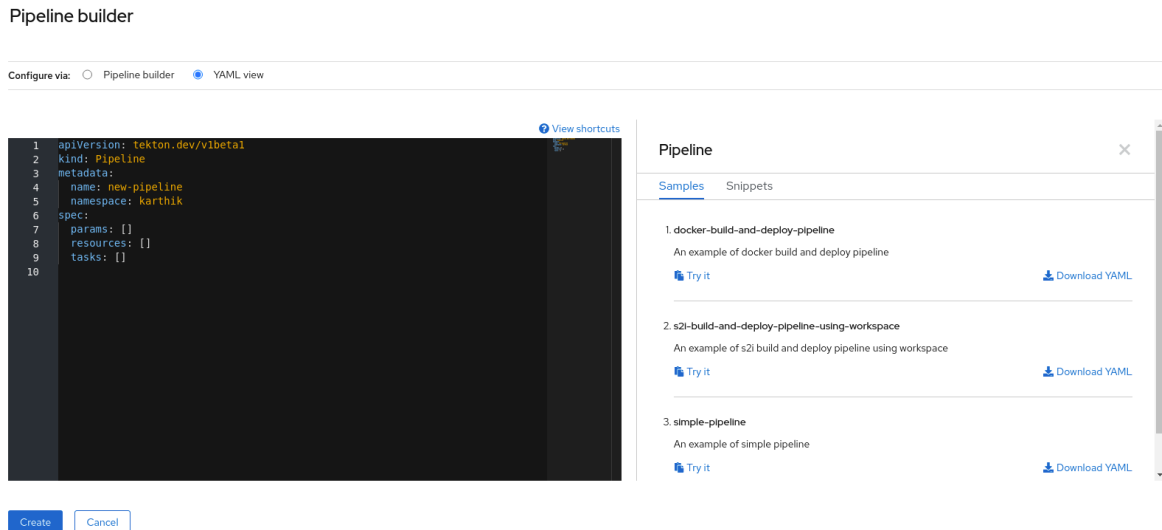 Pipeline builder
Configure via: Pipeline builder YAML view
View shortcuts
1 apiVersion: tekton.dev/v1beta1
2 kind: Pipeline
3 metadata:
4 name: new-pipeline
5 namespace: karthik
6 spec:
7 params: []
8 resources: []
9 tasks: []
10
Pipeline
Samples Snippets
1. docker-build-and-deploy-pipeline
An example of docker build and deploy pipeline
Try it Download YAML
2. s2i-build-and-deploy-pipeline-using-workspace
An example of s2i build and deploy pipeline using workspace
Try it Download YAML
3. simple-pipeline
An example of simple pipeline
Try it Download YAML
Create Cancel